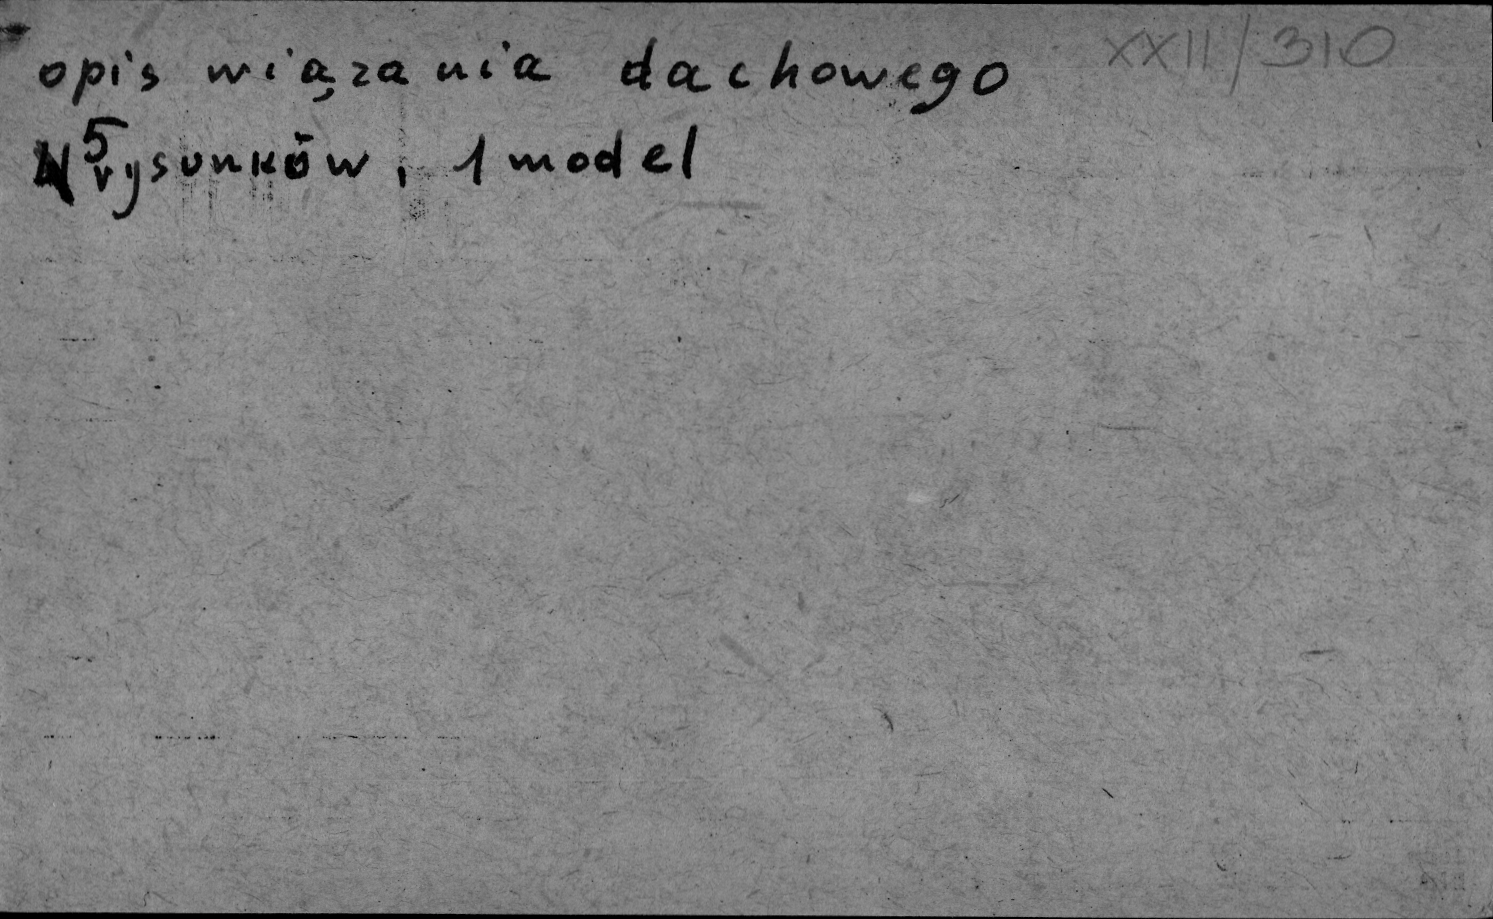 opis wiązania dachowego XXII/310
5 rysunków, 1 model